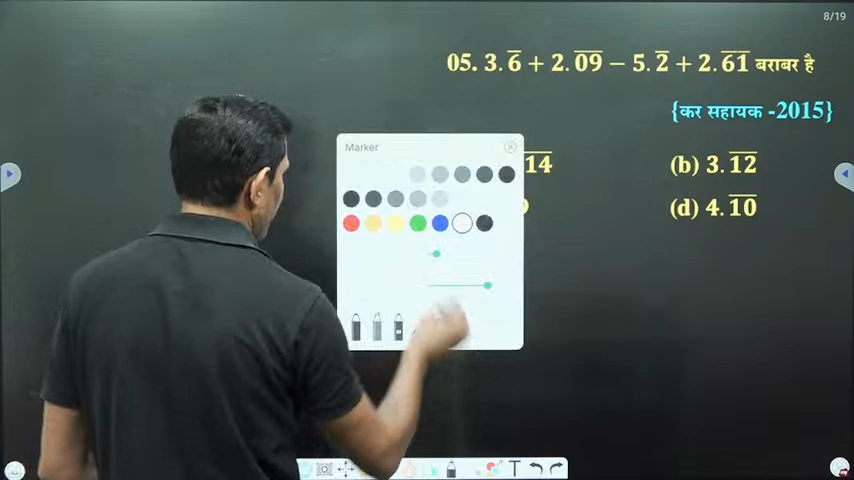 8/19
05. 3.6̅ + 2.0̅9̅ − 5.2̅ + 2.6̅1̅ बराबर है
{कर सहायक -2015}
Marker
14̅ (b) 3.1̅2̅
(d) 4.1̅0̅
T